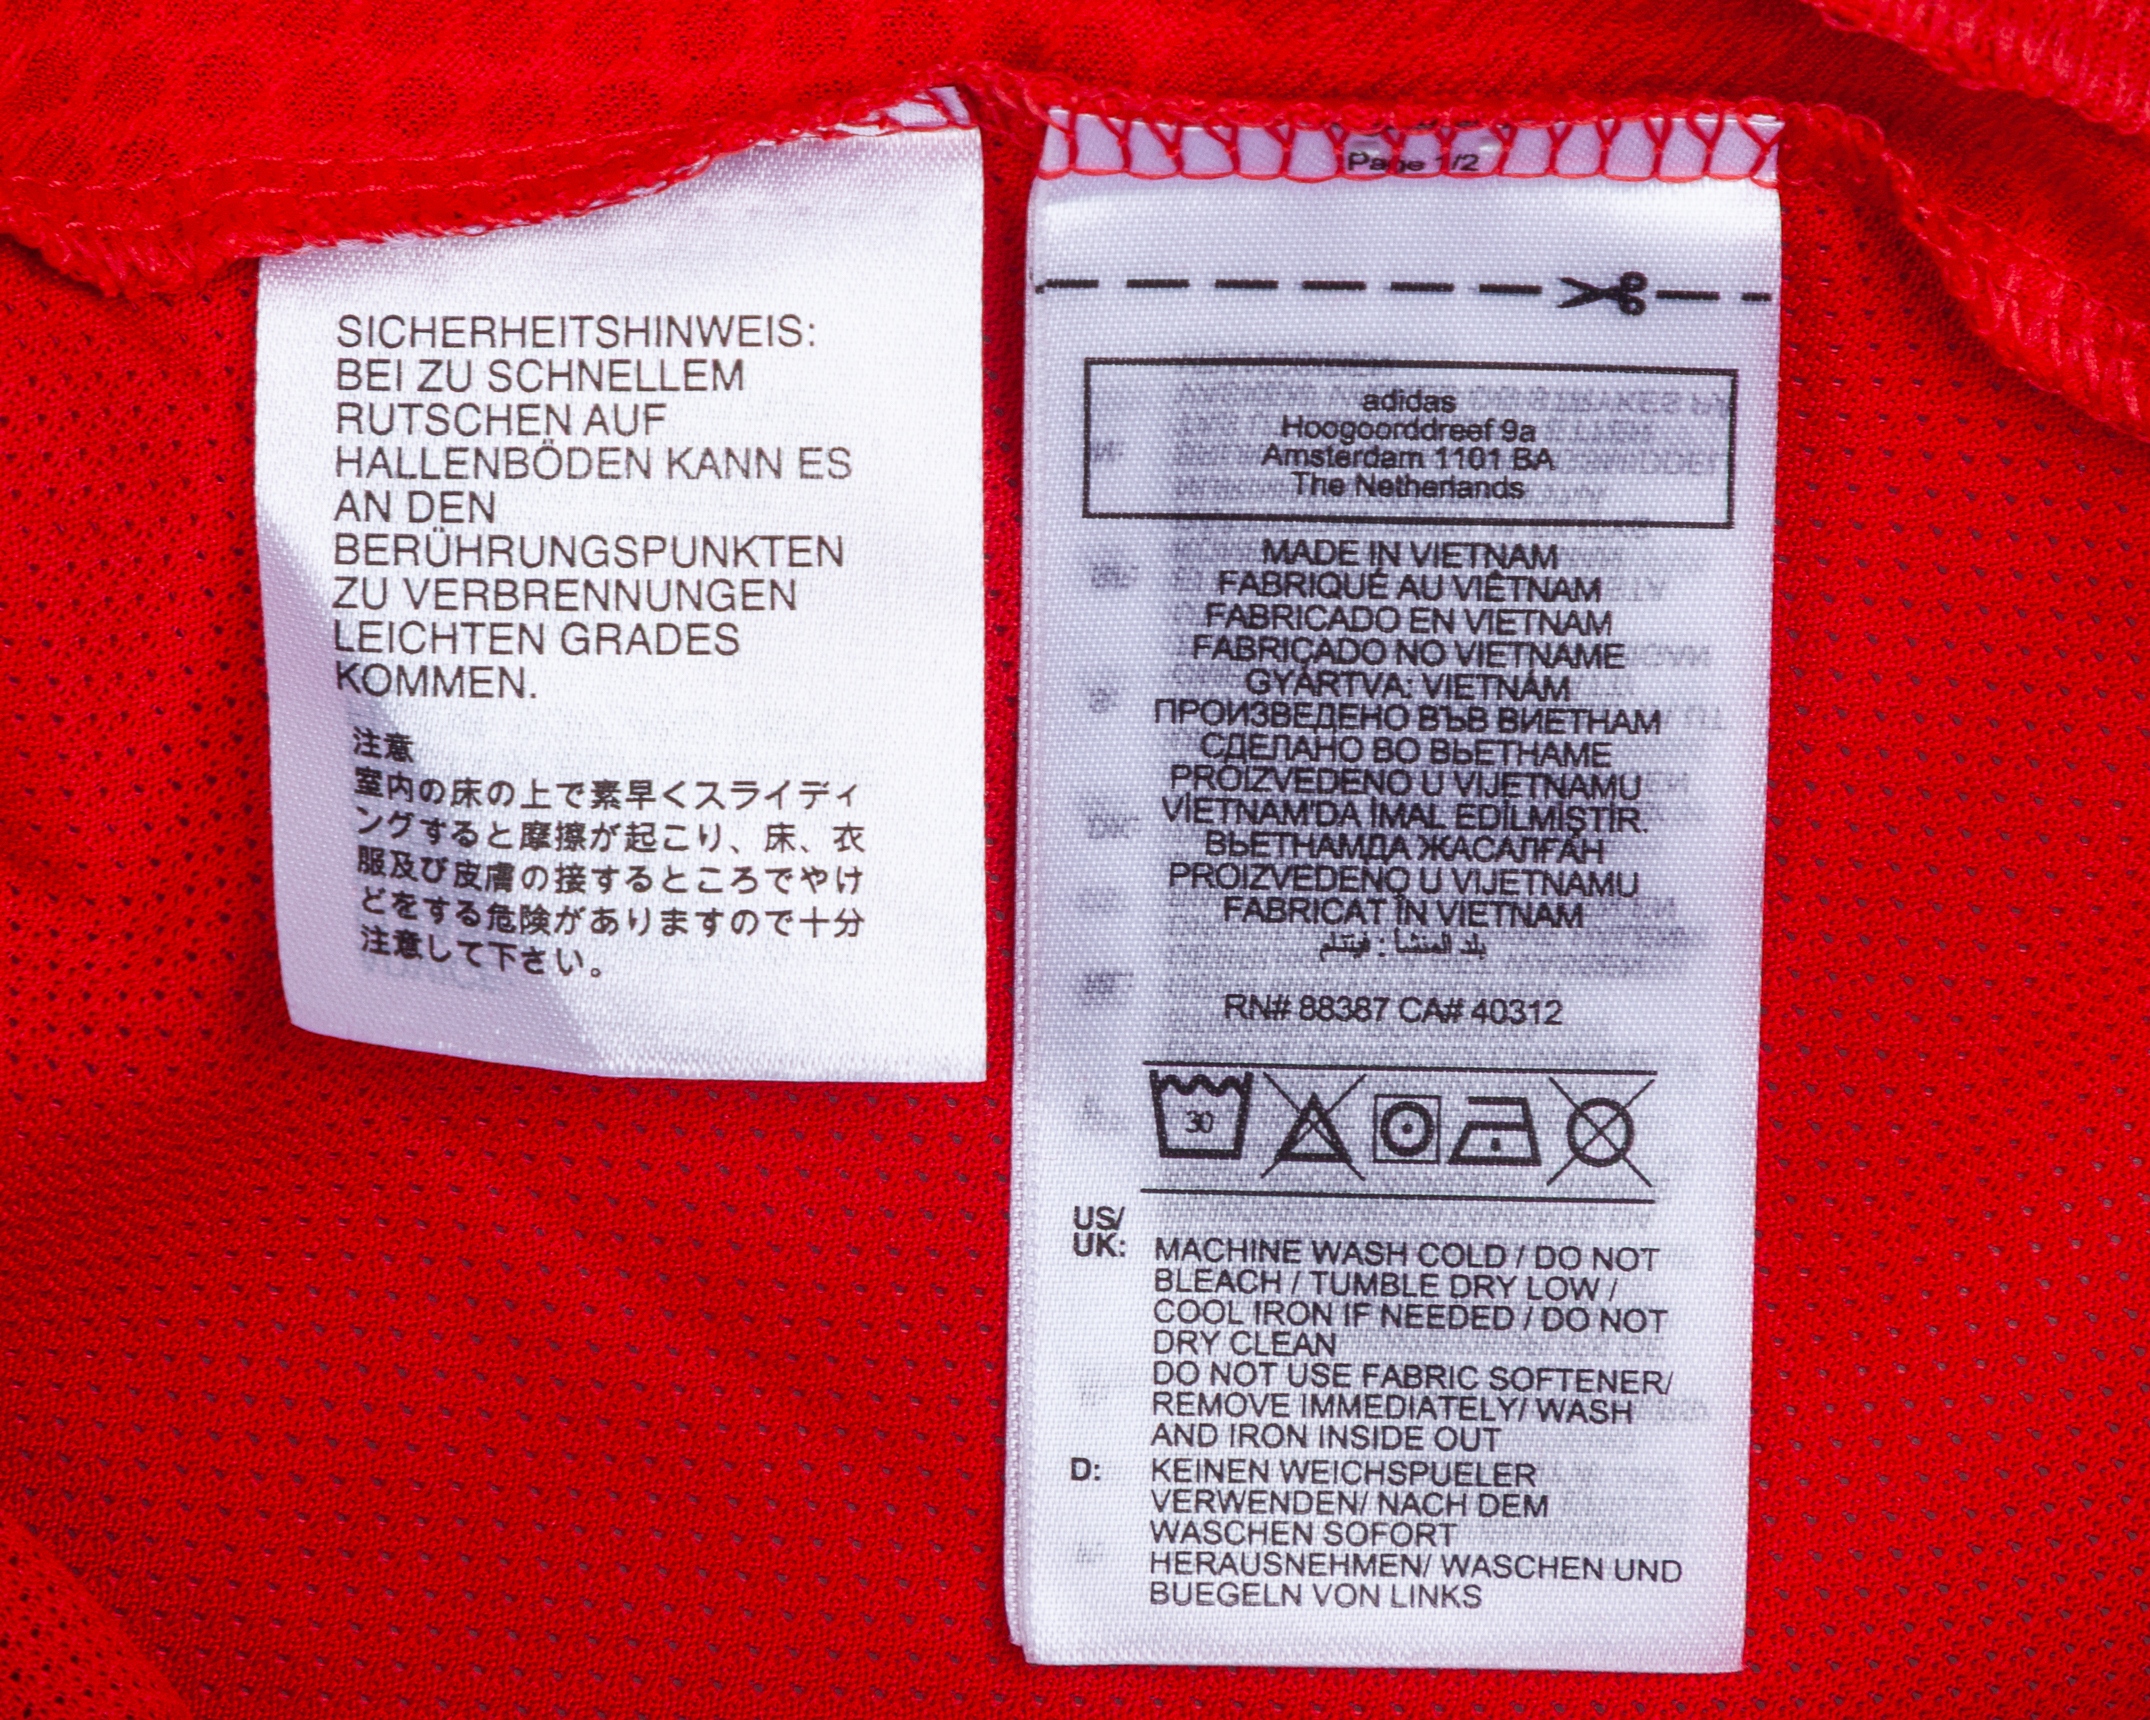 SICHERHEITSHINWEIS:
BEI ZU SCHNELLEM
RUTSCHEN AUF
HALLENBÖDEN KANN ES
AN DEN
BERÜHRUNGSPUNKTEN
ZU VERBRENNUNGEN
LEICHTEN GRADES
KOMMEN.
注意
室内の床の上で素早くスライディ
ングすると摩擦が起こり、床、衣
服及び皮膚の接するところでやけ
どをする危険がありますので十分
注意して下さい。
Page 1/2
adidas
Hoogoorddreef 9a
Amsterdam 1101 BA
The Netherlands
MADE IN VIETNAM
FABRIQUÉ AU VIÊTNAM
FABRICADO EN VIETNAM
FABRICADO NO VIETNAME
GYÁRTVA: VIETNÁM
ПРОИЗВЕДЕНО ВЪВ ВИЕТНАМ
СДЕЛАНО ВО ВЬЕТНАМЕ
PROIZVEDENO U VIJETNAMU
VİETNAM'DA İMAL EDİLMİŞTİR.
ВЬЕТНАМДА ЖАСАЛҒАН
PROIZVEDENO U VIJETNAMU
FABRICAT ÎN VIETNAM
بلد المنشأ : فيتنام
RN# 88387 CA# 40312
30
US/
UK: MACHINE WASH COLD / DO NOT
BLEACH / TUMBLE DRY LOW /
COOL IRON IF NEEDED / DO NOT
DRY CLEAN
DO NOT USE FABRIC SOFTENER/
REMOVE IMMEDIATELY/ WASH
AND IRON INSIDE OUT
D: KEINEN WEICHSPUELER
VERWENDEN/ NACH DEM
WASCHEN SOFORT
HERAUSNEHMEN/ WASCHEN UND
BUEGELN VON LINKS